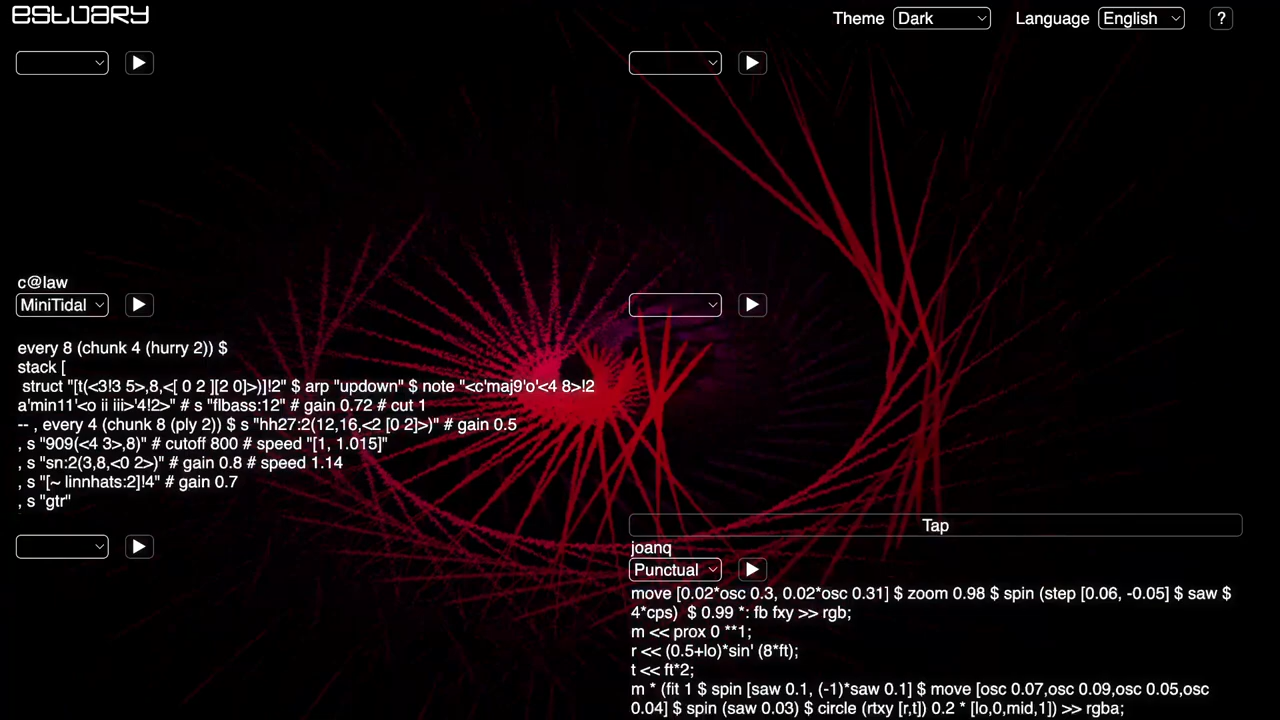 estuary
Theme Dark Language English ?
c@law
MiniTidal
every 8 (chunk 4 (hurry 2)) $
stack [
struct "[t(<3!3 5>,8,<[ 0 2 ][2 0]>)]!2" $ arp "updown" $ note "<c'maj9'o'<4 8>!2
a'min11'<o ii iii>'4!2>" # s "flbass:12" # gain 0.72 # cut 1
-- , every 4 (chunk 8 (ply 2)) $ s "hh27:2(12,16,<2 [0 2]>)" # gain 0.5
, s "909(<4 3>,8)" # cutoff 800 # speed "[1, 1.015]"
, s "sn:2(3,8,<0 2>)" # gain 0.8 # speed 1.14
, s "[~ linnhats:2]!4" # gain 0.7
, s "gtr"
Tap
joanq
Punctual
move [0.02*osc 0.3, 0.02*osc 0.31] $ zoom 0.98 $ spin (step [0.06, -0.05] $ saw $
4*cps) $ 0.99 *: fb fxy >> rgb;
m << prox 0 **1;
r << (0.5+lo)*sin' (8*ft);
t << ft*2;
m * (fit 1 $ spin [saw 0.1, (-1)*saw 0.1] $ move [osc 0.07,osc 0.09,osc 0.05,osc
0.04] $ spin (saw 0.03) $ circle (rtxy [r,t]) 0.2 * [lo,0,mid,1]) >> rgba;